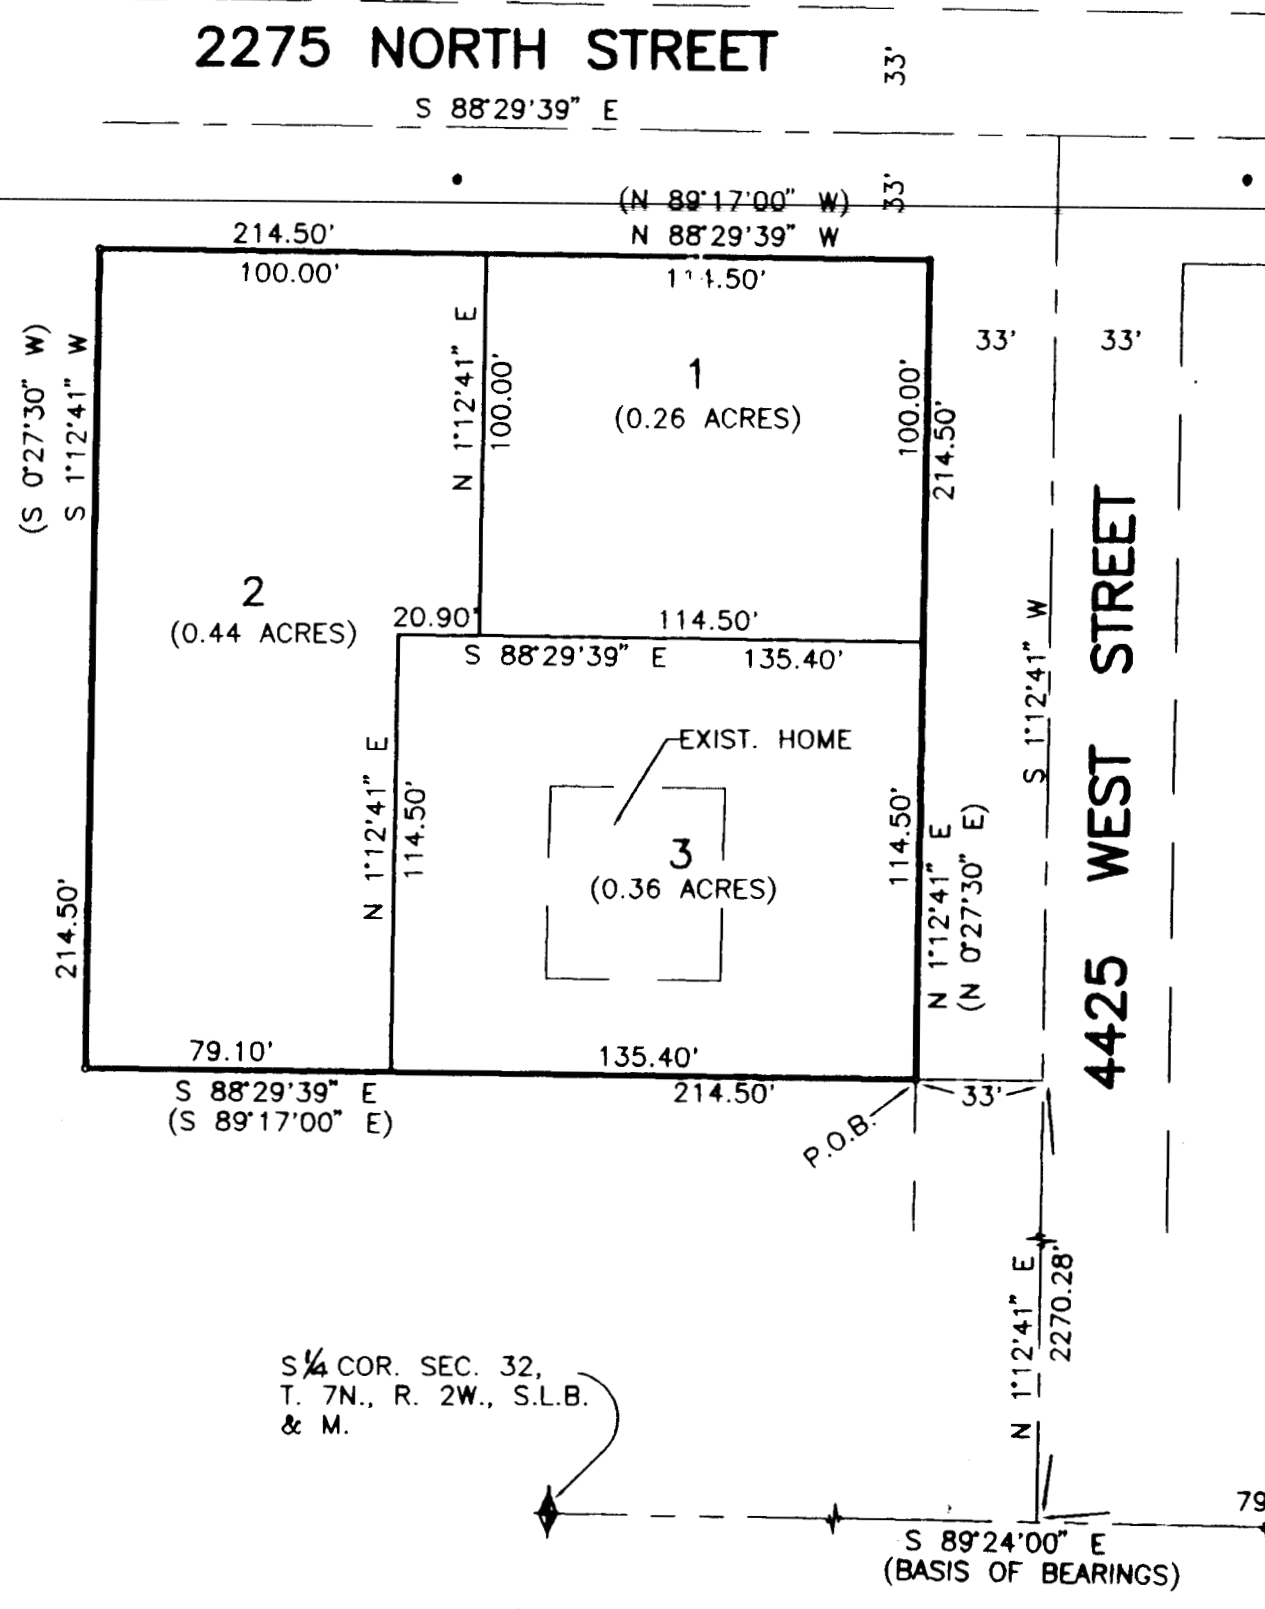 2275 NORTH STREET
33'
S 88°29'39" E
33'
(N 89°17'00" W)
N 88°29'39" W
214.50'
100.00'
(S 0°27'30" W)
S 1°12'41" W
N 1°12'41" E
100.00'
1
(0.26 ACRES)
100.00'
214.50'
33'
33'
2
(0.44 ACRES)
20.90'
114.50'
S 88°29'39" E
135.40'
S 1°12'41" W
4425 WEST STREET
EXIST. HOME
N 1°12'41" E
114.50'
3
(0.36 ACRES)
114.50'
N 1°12'41" E
(N 0°27'30" E)
214.50'
79.10'
135.40'
S 88°29'39" E
214.50'
(S 89°17'00" E)
33'
P.O.B.
N 1°12'41" E
2270.28'
S 1/4 COR. SEC. 32,
T. 7N., R. 2W., S.L.B.
& M.
79
S 89°24'00" E
(BASIS OF BEARINGS)